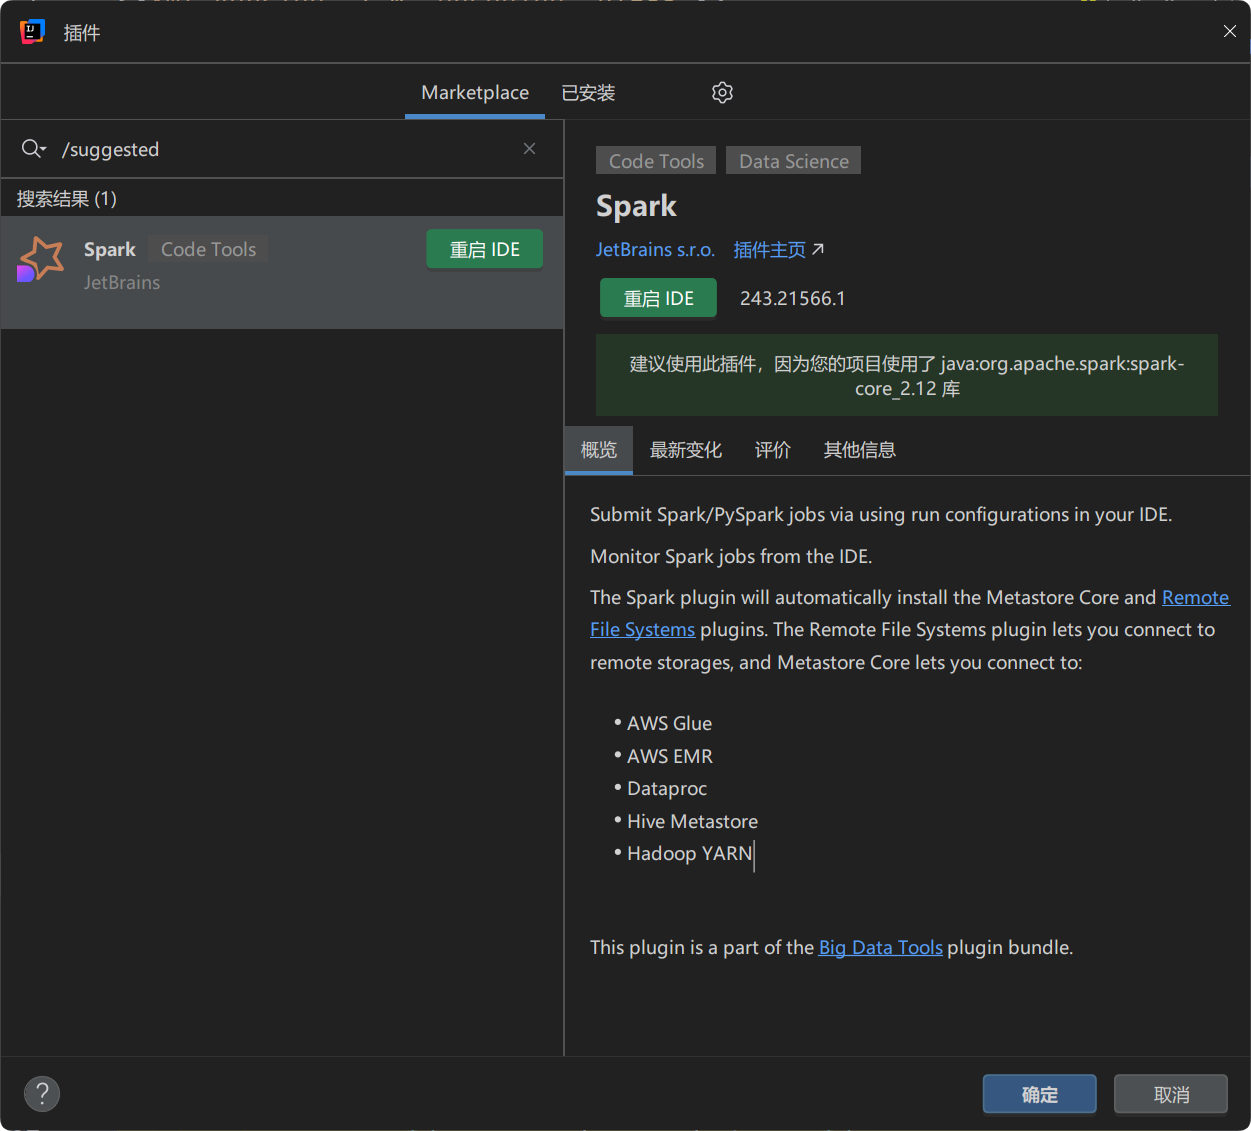 插件
Marketplace 已安装
/suggested
搜索结果 (1)
Spark Code Tools 重启 IDE
JetBrains
Code Tools Data Science
Spark
JetBrains s.r.o. 插件主页
重启 IDE 243.21566.1
建议使用此插件，因为您的项目使用了 java:org.apache.spark:spark-
core_2.12 库
概览 最新变化 评价 其他信息
Submit Spark/PySpark jobs via using run configurations in your IDE.
Monitor Spark jobs from the IDE.
The Spark plugin will automatically install the Metastore Core and Remote
File Systems plugins. The Remote File Systems plugin lets you connect to
remote storages, and Metastore Core lets you connect to:
• AWS Glue
• AWS EMR
• Dataproc
• Hive Metastore
• Hadoop YARN
This plugin is a part of the Big Data Tools plugin bundle.
? 确定 取消